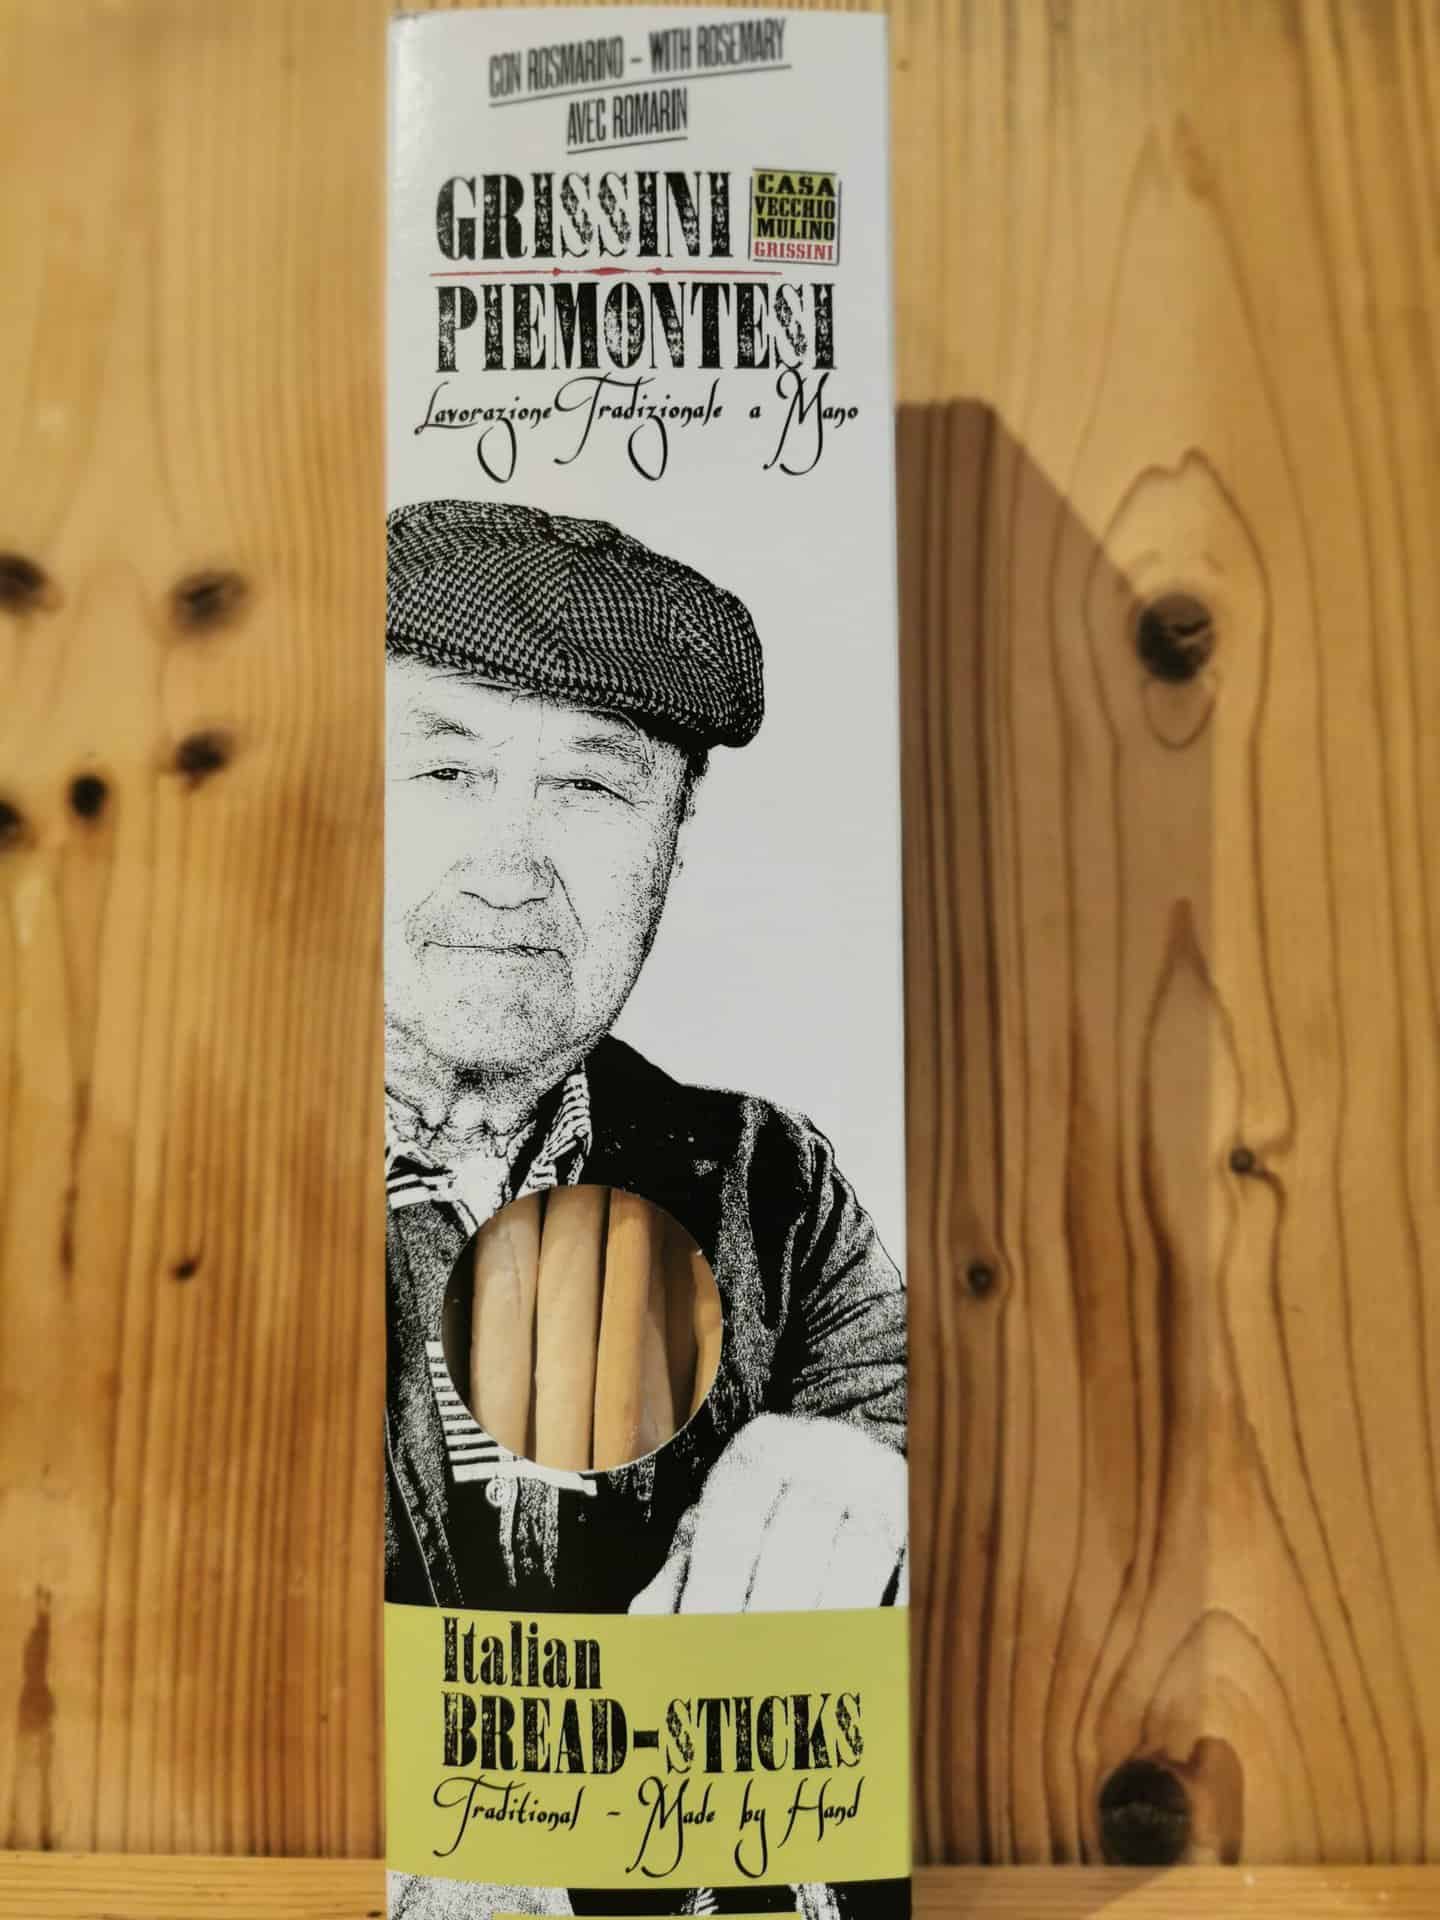 CON ROSMARINO - WITH ROSEMARY
AVEC ROMARIN
GRISSINI
CASA
VECCHIO
MULINO
GRISSINI
PIEMONTESI
Lavorazione Tradizionale a Mano
Italian
BREAD-STICKS
Traditional - Made by Hand